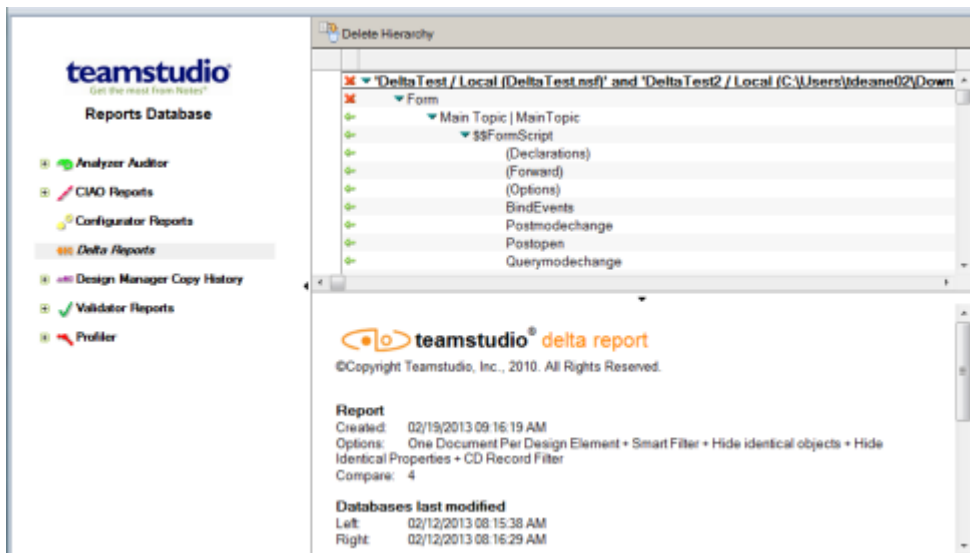 teamstudio
Get the most from Notes®
Reports Database
Analyzer Auditor
CIAO Reports
Configurator Reports
Delta Reports
Design Manager Copy History
Validator Reports
Profiler
Delete Hierarchy
'DeltaTest / Local (DeltaTest.nsf)' and 'DeltaTest2 / Local (C:\Users\tdeane02\Down
Form
Main Topic | MainTopic
$$FormScript
(Declarations)
(Forward)
(Options)
BindEvents
Postmodechange
Postopen
Querymodechange
teamstudio® delta report
©Copyright Teamstudio, Inc., 2010. All Rights Reserved.
Report
Created: 02/19/2013 09:16:19 AM
Options: One Document Per Design Element + Smart Filter + Hide identical objects + Hide
Identical Properties + CD Record Filter
Compare: 4
Databases last modified
Left: 02/12/2013 08:15:38 AM
Right: 02/12/2013 08:16:29 AM